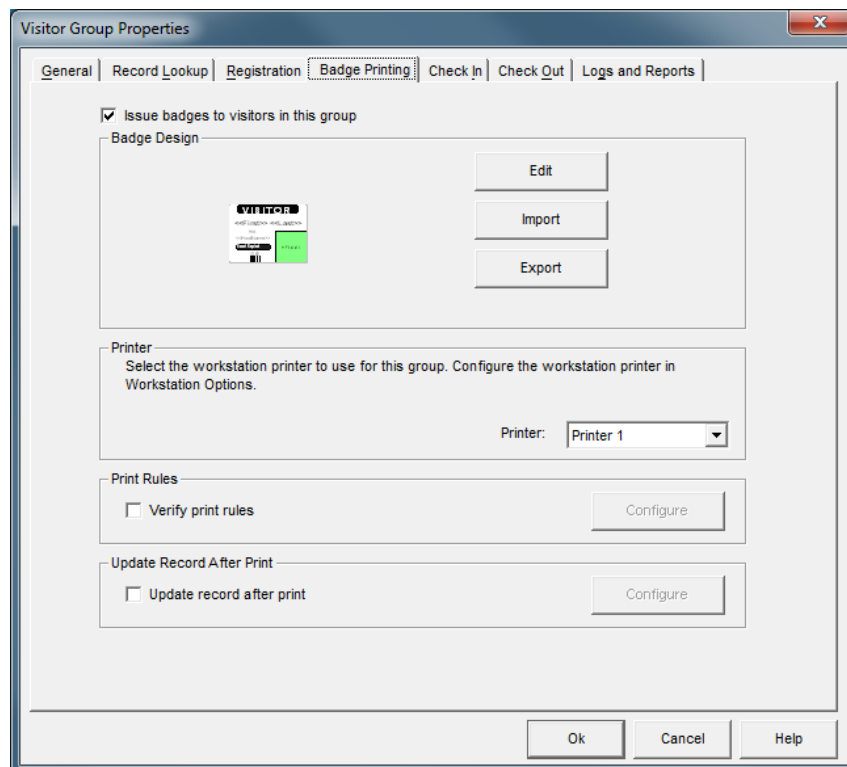 Visitor Group Properties
General Record Lookup Registration Badge Printing Check In Check Out Logs and Reports
Issue badges to visitors in this group
Badge Design
Edit
VISITOR
Import
Export
Printer
Select the workstation printer to use for this group. Configure the workstation printer in
Workstation Options.
Printer: Printer 1
Print Rules
Verify print rules Configure
Update Record After Print
Update record after print Configure
Ok Cancel Help